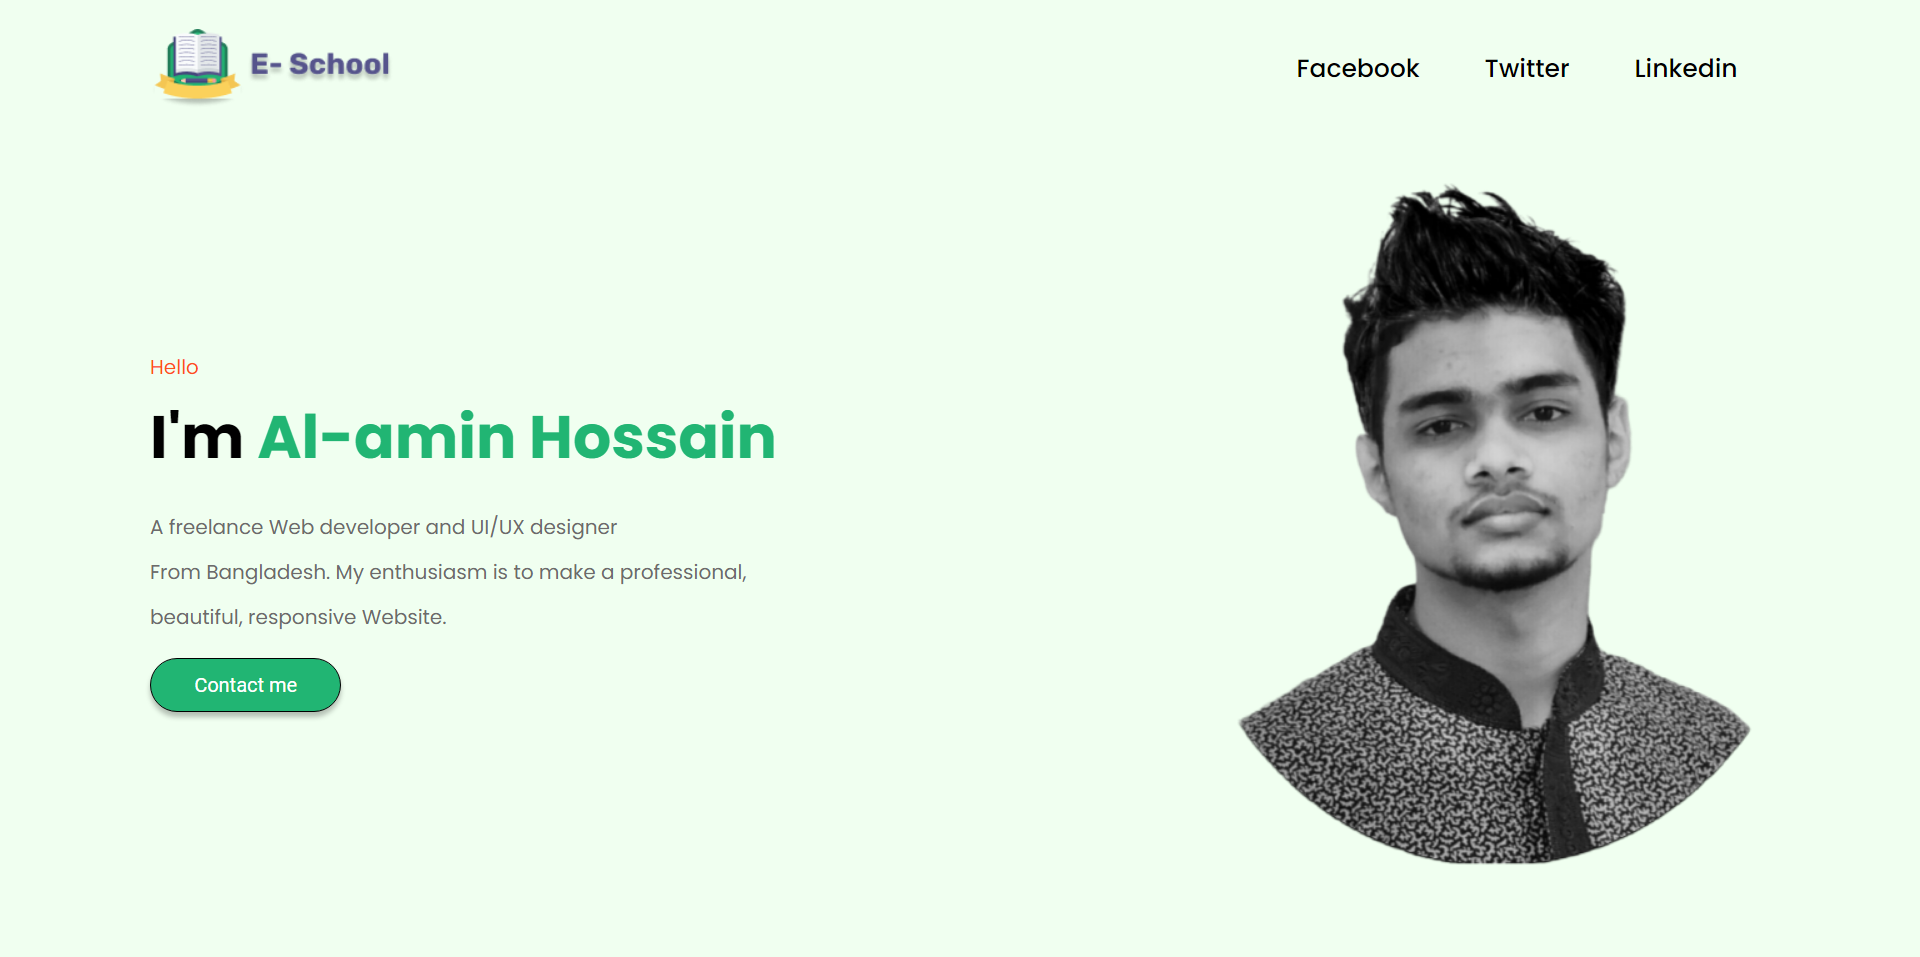 E- School
Facebook Twitter Linkedin
Hello
I'm Al-amin Hossain
A freelance Web developer and UI/UX designer
From Bangladesh. My enthusiasm is to make a professional,
beautiful, responsive Website.
Contact me